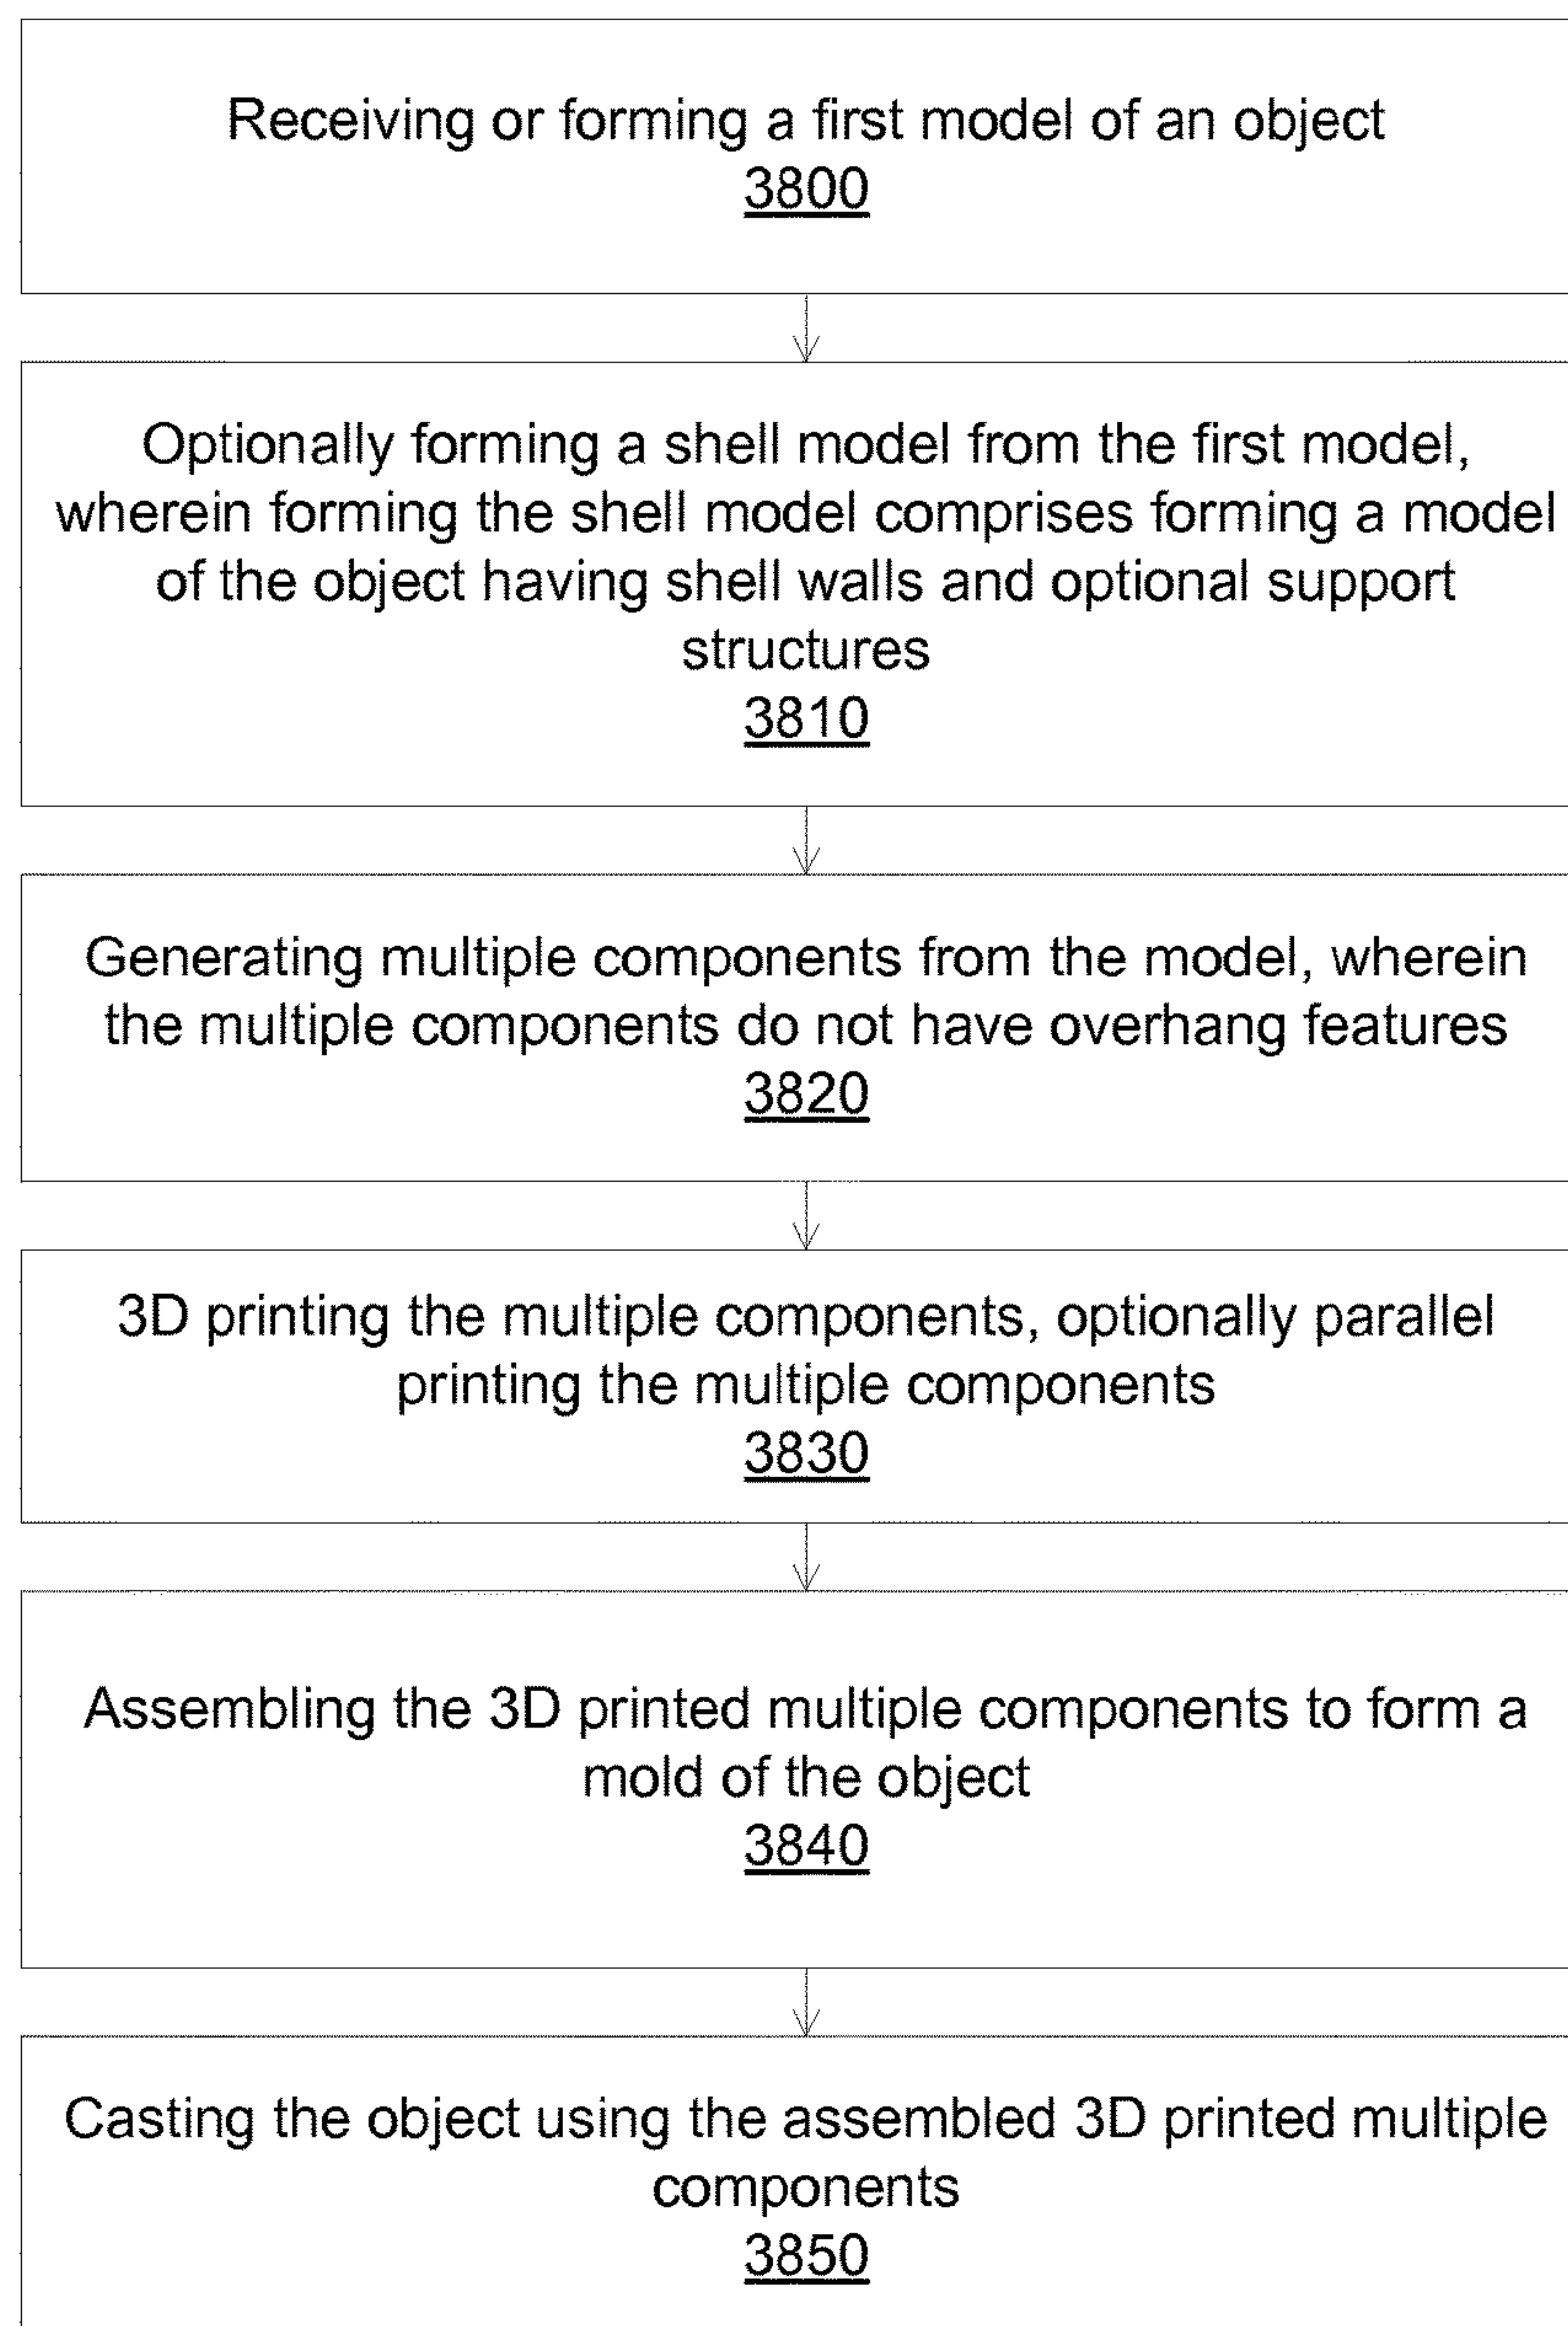 Receiving or forming a first model of an object
3800
Optionally forming a shell model from the first model,
wherein forming the shell model comprises forming a model
of the object having shell walls and optional support
structures
3810
Generating multiple components from the model, wherein
the multiple components do not have overhang features
3820
3D printing the multiple components, optionally parallel
printing the multiple components
3830
Assembling the 3D printed multiple components to form a
mold of the object
3840
Casting the object using the assembled 3D printed multiple
components
3850